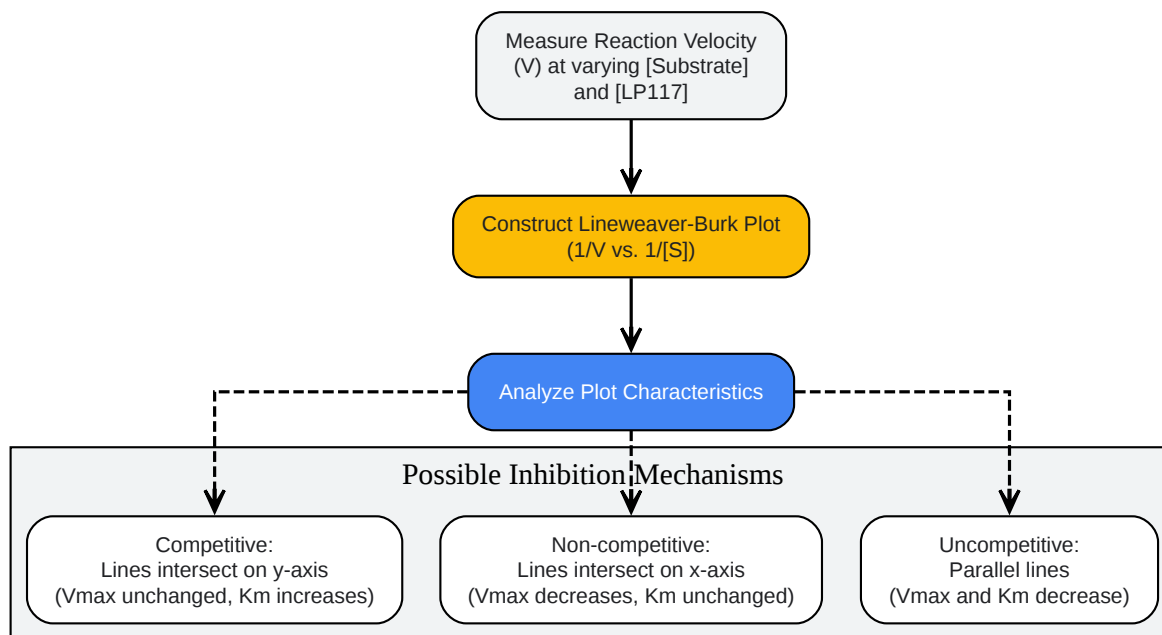 Measure Reaction Velocity
(V) at varying [Substrate]
and [LP117]
Construct Lineweaver-Burk Plot
(1/V vs. 1/[S])
Analyze Plot Characteristics
Possible Inhibition Mechanisms
Competitive:
Lines intersect on y-axis
(Vmax unchanged, Km increases)
Non-competitive:
Lines intersect on x-axis
(Vmax decreases, Km unchanged)
Uncompetitive:
Parallel lines
(Vmax and Km decrease)